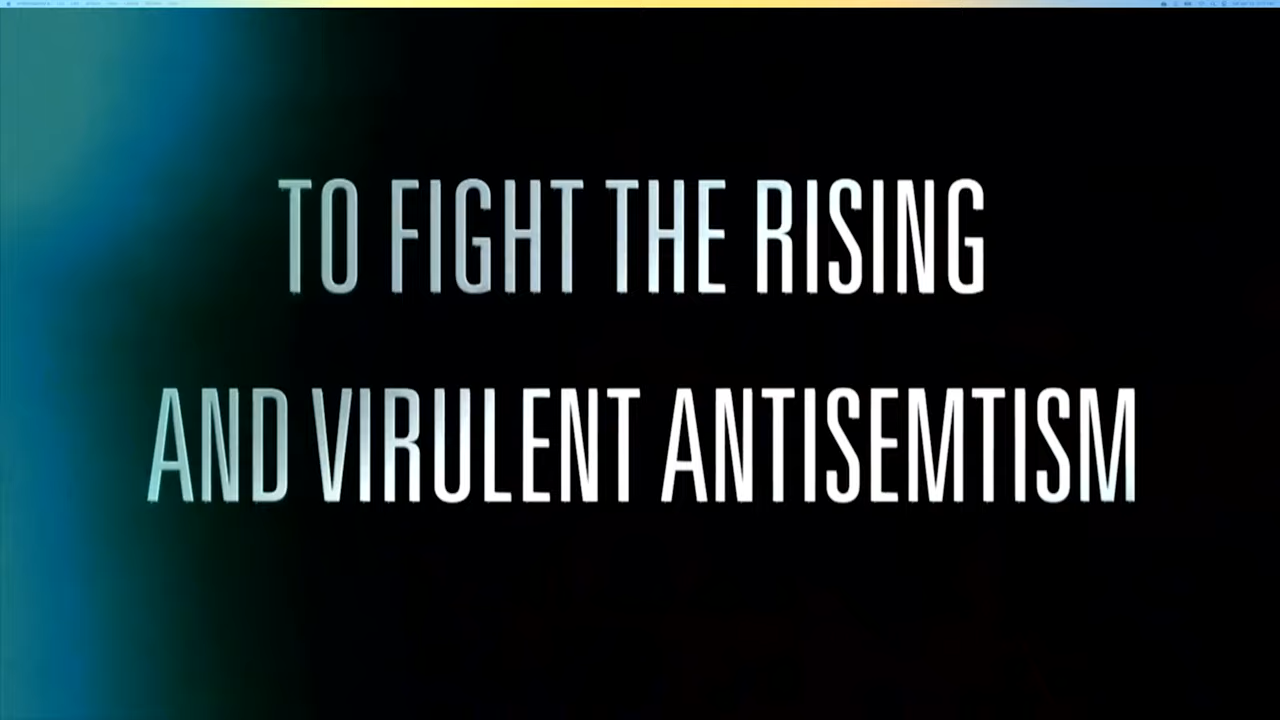 TO FIGHT THE RISING
AND VIRULENT ANTISEMTISM